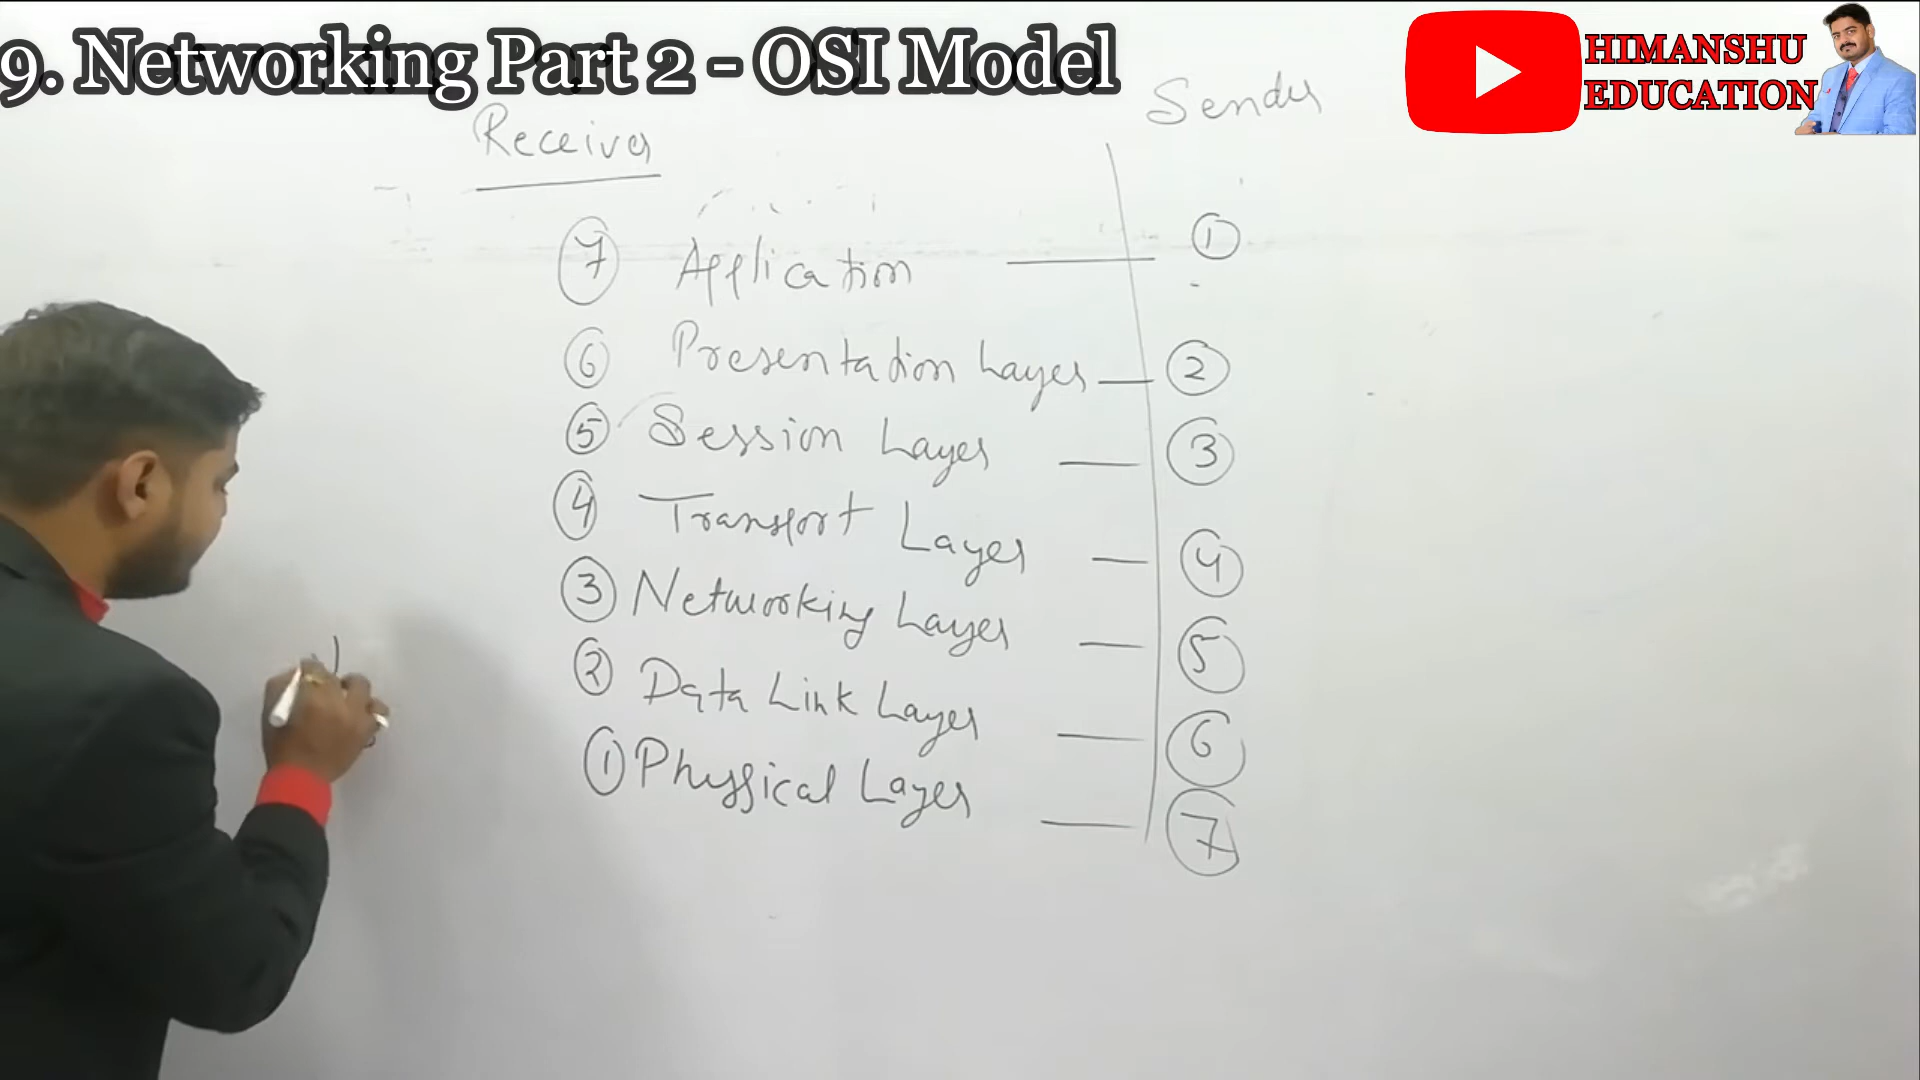 9. Networking Part 2 - OSI Model
HIMANSHU
EDUCATION
Receiver
Sender
7 Application 1
6 Presentation Layer 2
5 Session Layer 3
4 Transport Layer 4
3 Networking Layer 5
2 Data Link Layer 6
1 Physical Layer 7